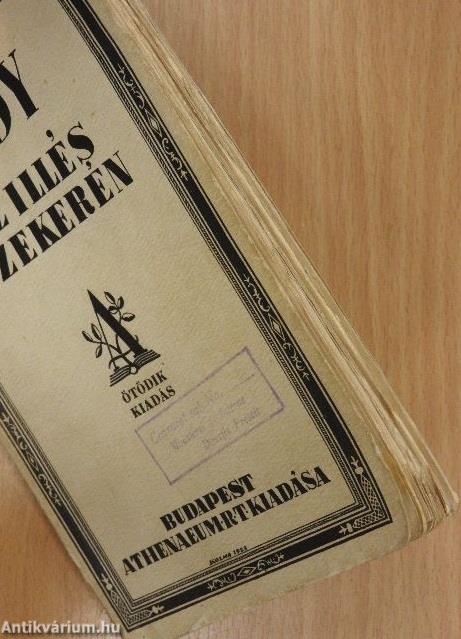 DY
ILLÉS
ZEKERÉN
A
ÖTÖDIK
KIADÁS
BUDAPEST
ATHENAEUM·R·T·KIADÁSA
Antikvárium.hu